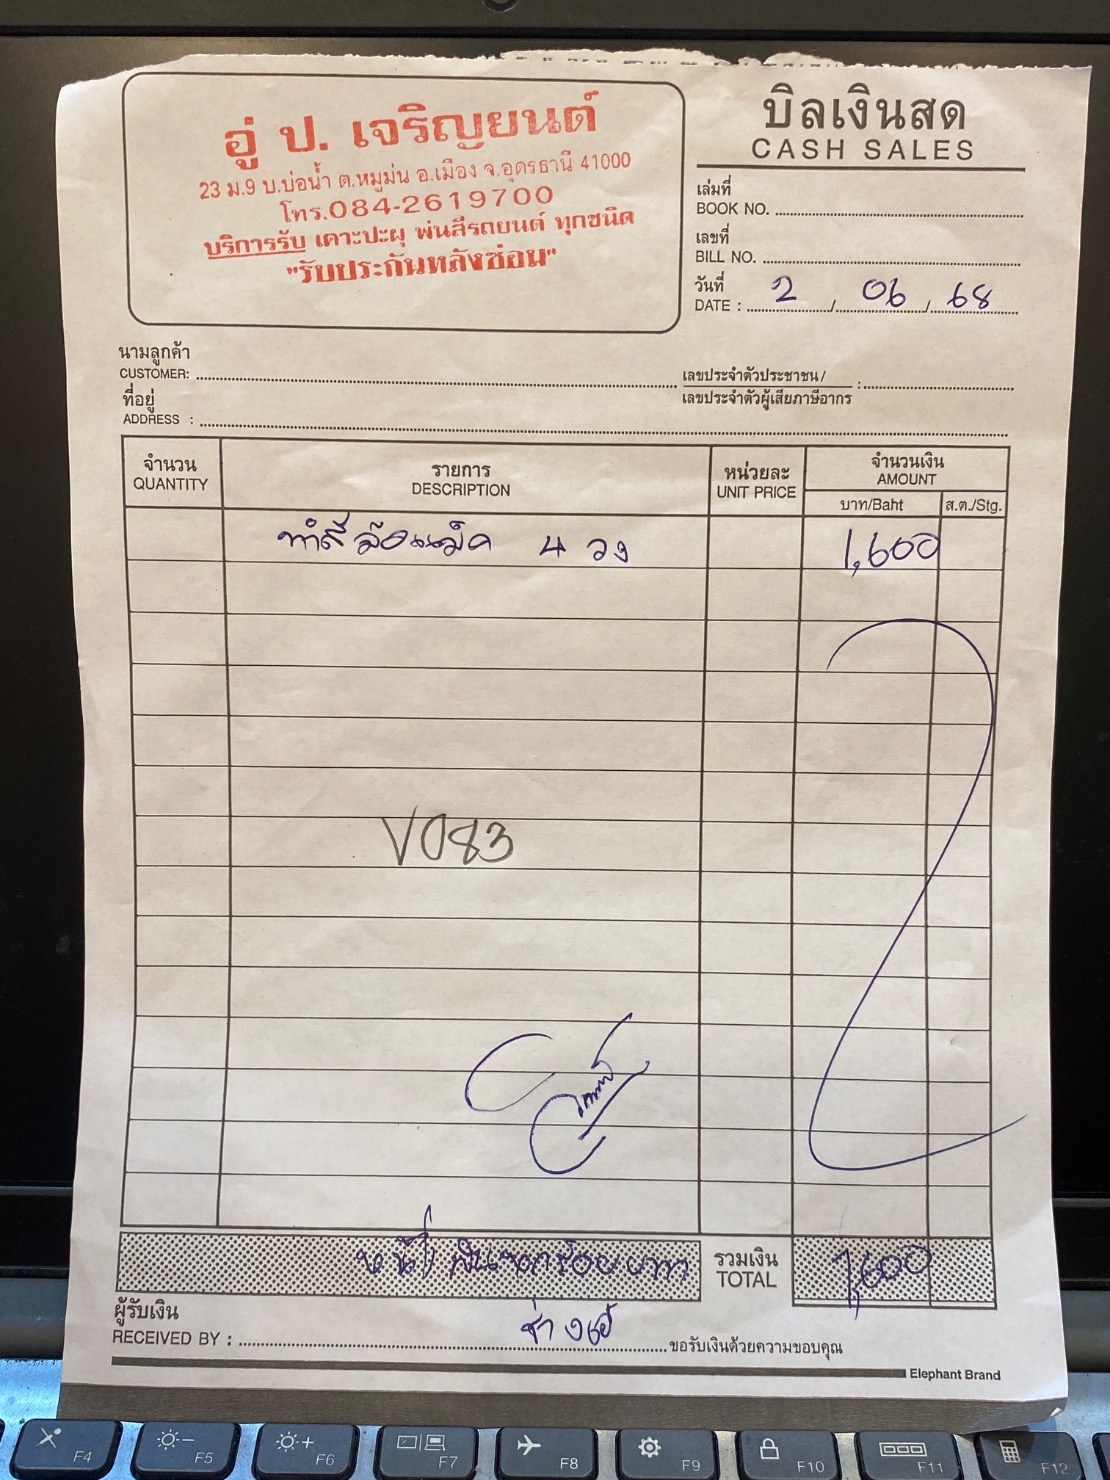 อู่ ป. เจริญยนต์
23 ม.9 บ.บ่อน้ำ ต.หมูม่น อ.เมือง จ.อุดรธานี 41000
โทร.084-2619700
บริการรับ เคาะปะผุ พ่นสีรถยนต์ ทุกชนิด
"รับประกันหลังซ่อม"
บิลเงินสด
CASH SALES
เล่มที่
BOOK NO.
เลขที่
BILL NO.
วันที่
DATE : 2 / 06 / 68
นามลูกค้า
CUSTOMER:
เลขประจำตัวประชาชน/
เลขประจำตัวผู้เสียภาษีอากร :
ที่อยู่
ADDRESS :
จำนวน
QUANTITY
รายการ
DESCRIPTION
หน่วยละ
UNIT PRICE
จำนวนเงิน
AMOUNT
บาท/Baht ส.ต./Stg.
ทำสี ล้อแม็ค 4 วง 1,600
V083
หนึ่งพันหกร้อยบาท
รวมเงิน
TOTAL
1,600
ผู้รับเงิน
RECEIVED BY : ช่าง
ขอรับเงินด้วยความขอบคุณ
Elephant Brand
F4
F5
F6
F7
F8
F9
F10
F11
F12